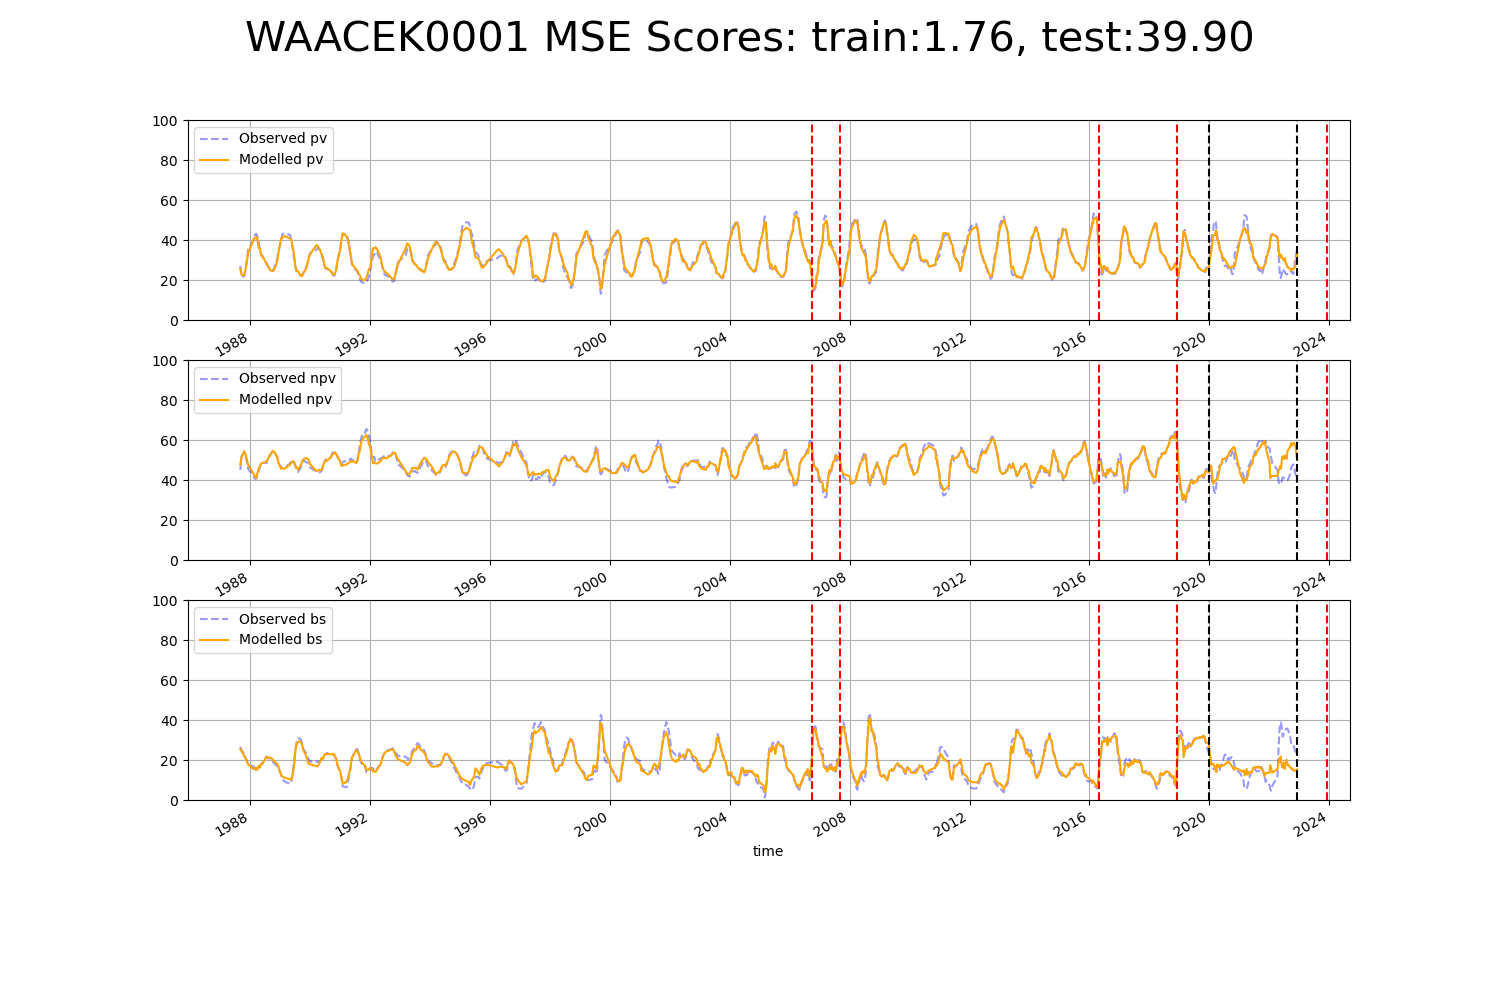 WAACEK0001 MSE Scores: train:1.76, test:39.90
100
80
60
40
20
0
Observed pv
Modelled pv
1988 1992 1996 2000 2004 2008 2012 2016 2020 2024
100
80
60
40
20
0
Observed npv
Modelled npv
1988 1992 1996 2000 2004 2008 2012 2016 2020 2024
100
80
60
40
20
0
Observed bs
Modelled bs
1988 1992 1996 2000 2004 2008 2012 2016 2020 2024
time